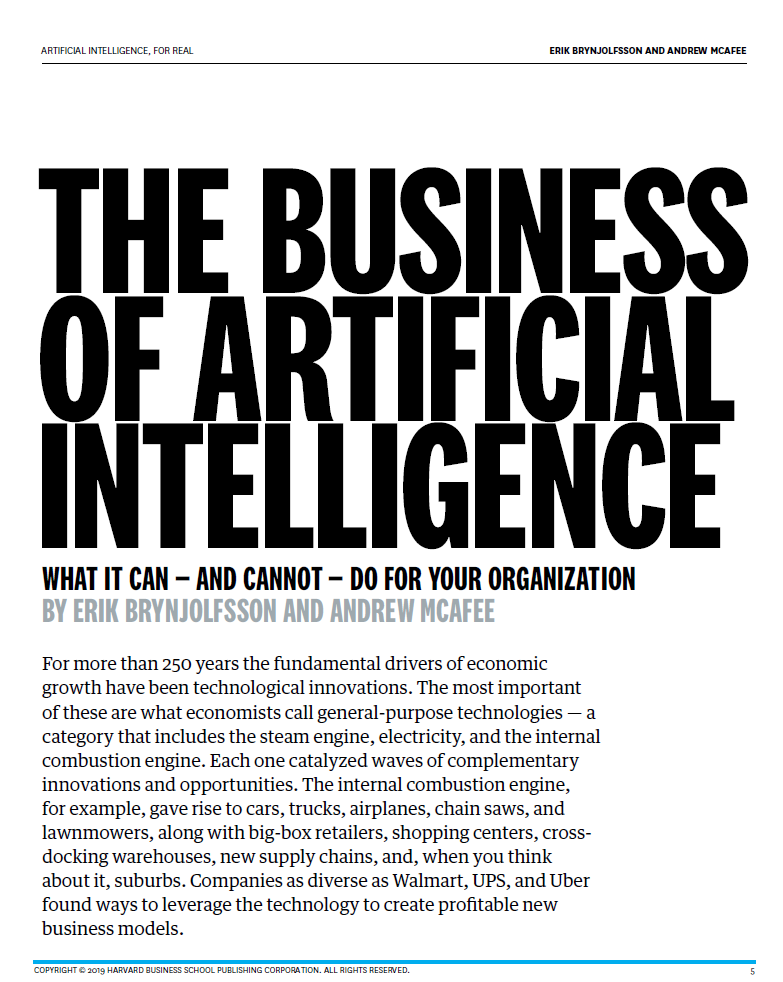 ARTIFICIAL INTELLIGENCE, FOR REAL
ERIK BRYNJOLFSSON AND ANDREW MCAFEE
THE BUSINESS
OF ARTIFICIAL
INTELLIGENCE
WHAT IT CAN – AND CANNOT – DO FOR YOUR ORGANIZATION
BY ERIK BRYNJOLFSSON AND ANDREW MCAFEE
For more than 250 years the fundamental drivers of economic
growth have been technological innovations. The most important
of these are what economists call general-purpose technologies — a
category that includes the steam engine, electricity, and the internal
combustion engine. Each one catalyzed waves of complementary
innovations and opportunities. The internal combustion engine,
for example, gave rise to cars, trucks, airplanes, chain saws, and
lawnmowers, along with big-box retailers, shopping centers, cross-
docking warehouses, new supply chains, and, when you think
about it, suburbs. Companies as diverse as Walmart, UPS, and Uber
found ways to leverage the technology to create profitable new
business models.
COPYRIGHT © 2019 HARVARD BUSINESS SCHOOL PUBLISHING CORPORATION. ALL RIGHTS RESERVED.
5